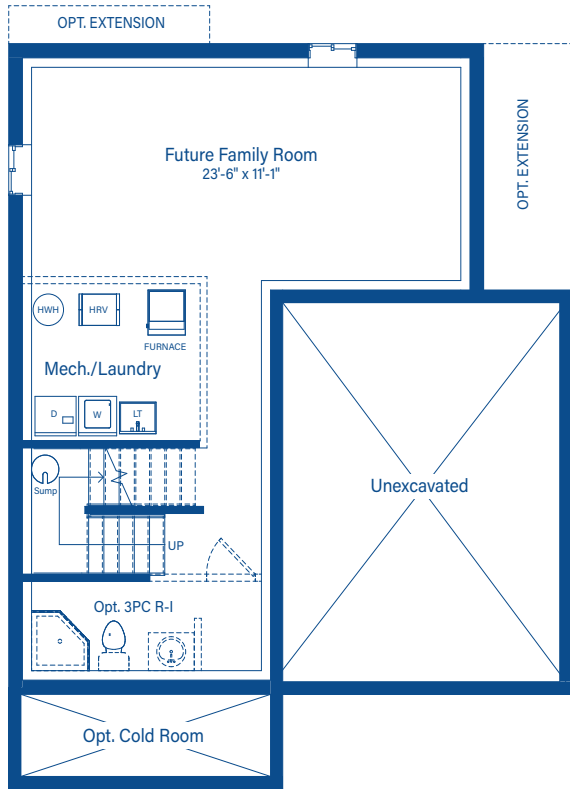 OPT. EXTENSION
OPT. EXTENSION
Future Family Room
23'-6" x 11'-1"
HWH
HRV
FURNACE
Mech./Laundry
D
W
LT
Sump
UP
Unexcavated
Opt. 3PC R-I
Opt. Cold Room